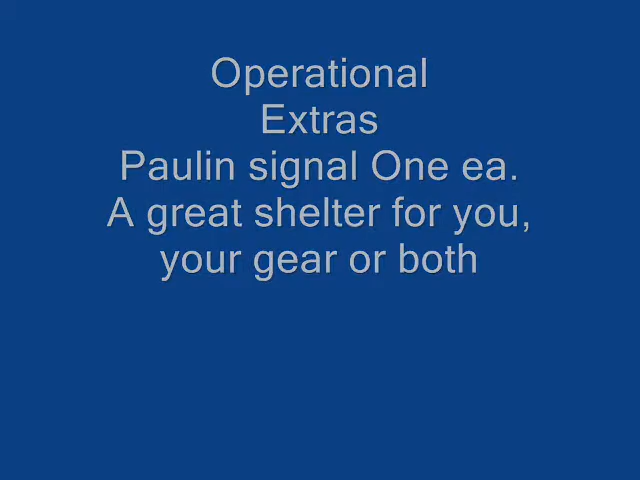 Operational
Extras
Paulin signal One ea.
A great shelter for you,
your gear or both